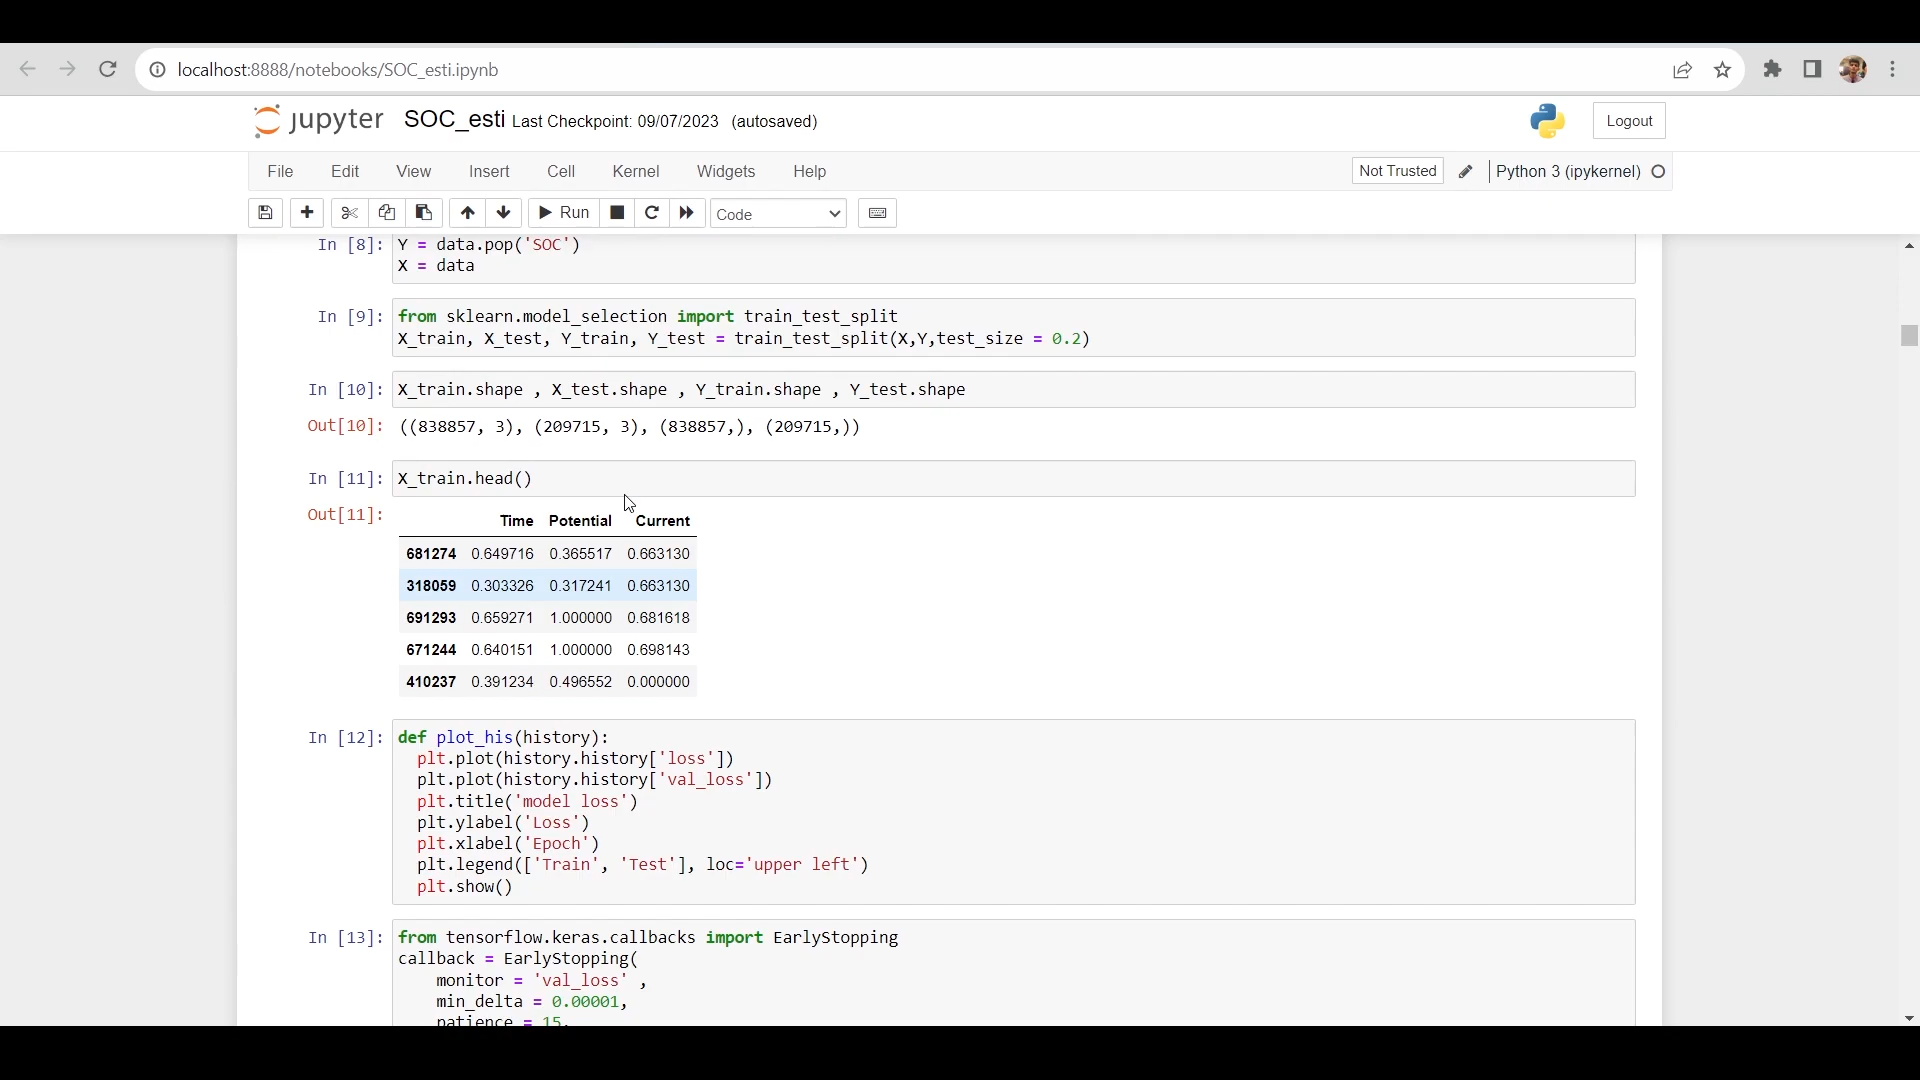 localhost:8888/notebooks/SOC_esti.ipynb
jupyter SOC_esti Last Checkpoint: 09/07/2023 (autosaved) Logout
File Edit View Insert Cell Kernel Widgets Help Not Trusted Python 3 (ipykernel)
Run Code
In [8]: Y = data.pop('SOC')
X = data
In [9]: from sklearn.model_selection import train_test_split
X_train, X_test, Y_train, Y_test = train_test_split(X,Y,test_size = 0.2)
In [10]: X_train.shape , X_test.shape , Y_train.shape , Y_test.shape
Out[10]: ((838857, 3), (209715, 3), (838857,), (209715,))
In [11]: X_train.head()
Out[11]:
Time Potential Current
681274 0.649716 0.365517 0.663130
318059 0.303326 0.317241 0.663130
691293 0.659271 1.000000 0.681618
671244 0.640151 1.000000 0.698143
410237 0.391234 0.496552 0.000000
In [12]: def plot_his(history):
plt.plot(history.history['loss'])
plt.plot(history.history['val_loss'])
plt.title('model loss')
plt.ylabel('Loss')
plt.xlabel('Epoch')
plt.legend(['Train', 'Test'], loc='upper left')
plt.show()
In [13]: from tensorflow.keras.callbacks import EarlyStopping
callback = EarlyStopping(
monitor = 'val_loss' ,
min_delta = 0.00001,
patience = 15,